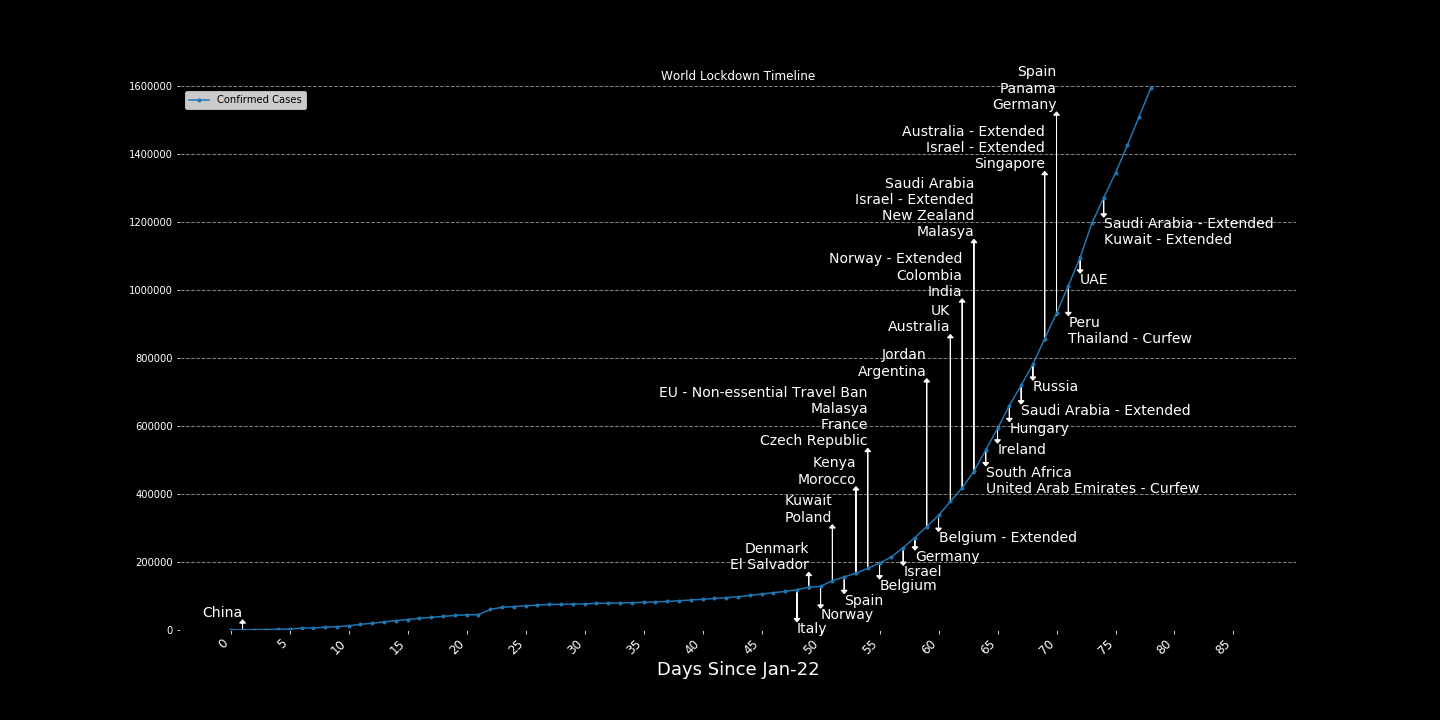 World Lockdown Timeline
Confirmed Cases
1600000
1400000
1200000
1000000
800000
600000
400000
200000
0
China
Denmark
El Salvador
Kuwait
Poland
Kenya
Morocco
EU - Non-essential Travel Ban
Malasya
France
Czech Republic
Jordan
Argentina
UK
Australia
Norway - Extended
Colombia
India
Saudi Arabia
Israel - Extended
New Zealand
Malasya
Australia - Extended
Israel - Extended
Singapore
Spain
Panama
Germany
Italy
Norway
Spain
Belgium
Israel
Germany
Belgium - Extended
South Africa
United Arab Emirates - Curfew
Ireland
Hungary
Saudi Arabia - Extended
Russia
Peru
Thailand - Curfew
UAE
Saudi Arabia - Extended
Kuwait - Extended
0
5
10
15
20
25
30
35
40
45
50
55
60
65
70
75
80
85
Days Since Jan-22